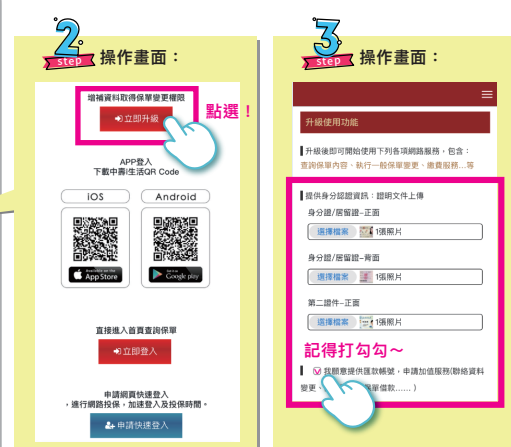 2
step 操作畫面：
增補資料取得保單變更權限
立即升級
點選！
APP登入
下載中壽i生活QR Code
iOS
Android
Available on the App Store
Google play
直接進入首頁查詢保單
立即登入
申請網頁快速登入
，進行網路投保，加速登入及投保時間。
申請快速登入
3
step 操作畫面：
升級使用功能
升級後即可開始使用下列各項網路服務，包含：
查詢保單內容、執行一般保單變更、繳費服務...等
提供身分認證資訊：證明文件上傳
身分證/居留證-正面
選擇檔案 1張照片
身分證/居留證-背面
選擇檔案 1張照片
第二證件-正面
選擇檔案 1張照片
記得打勾勾～
我願意提供匯款帳號，申請加值服務(聯絡資料
變更、 單借款......）